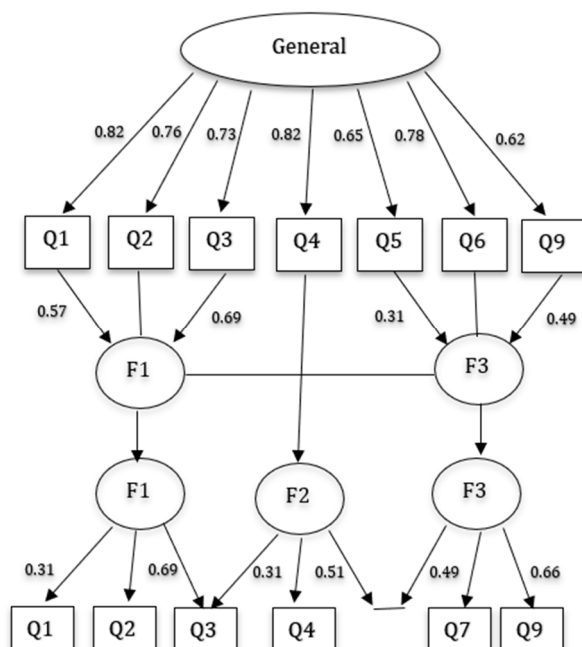 General
0.82 0.76 0.73 0.82 0.65 0.78 0.62
Q1 Q2 Q3 Q4 Q5 Q6 Q9
0.57 0.69 0.31 0.49
F1 F3
F1 F2 F3
0.31 0.69 0.31 0.51 0.49 0.66
Q1 Q2 Q3 Q4 Q7 Q9